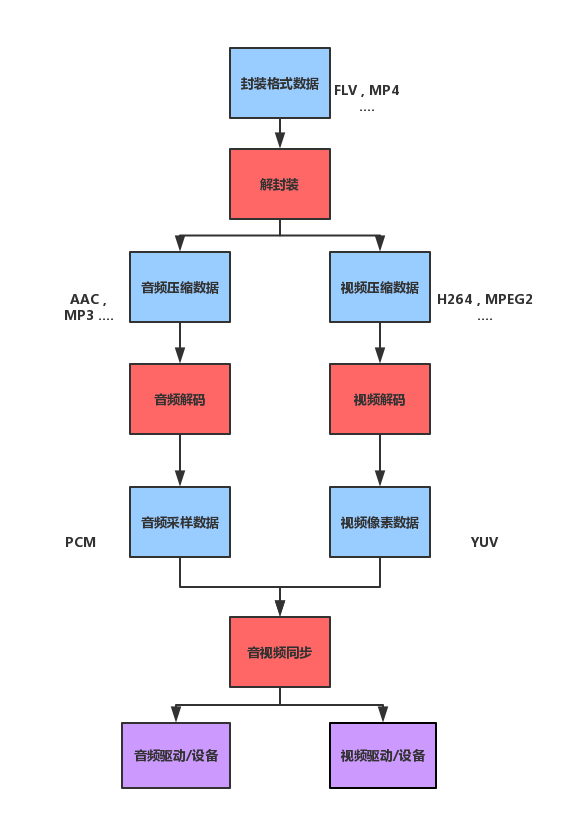 封装格式数据
FLV , MP4
....
解封装
音频压缩数据
视频压缩数据
AAC ,
MP3 ....
H264 , MPEG2
....
音频解码
视频解码
音频采样数据
视频像素数据
PCM
YUV
音视频同步
音频驱动/设备
视频驱动/设备